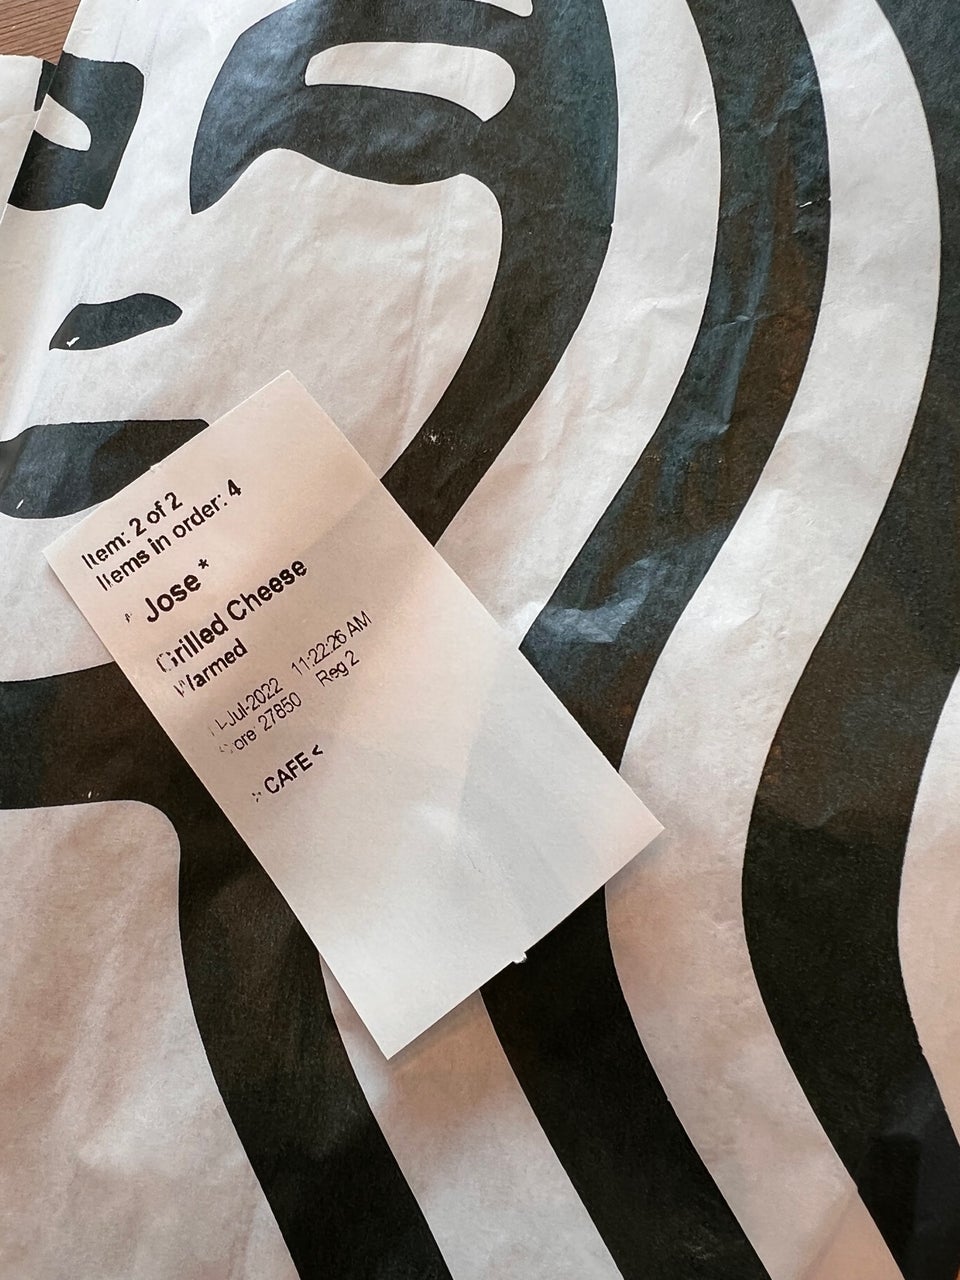 Item: 2 of 2
Items in order: 4
* Jose *
Grilled Cheese
Warmed
-Jul-2022 11:22:26 AM
ore 27850 Reg 2
> CAFE <